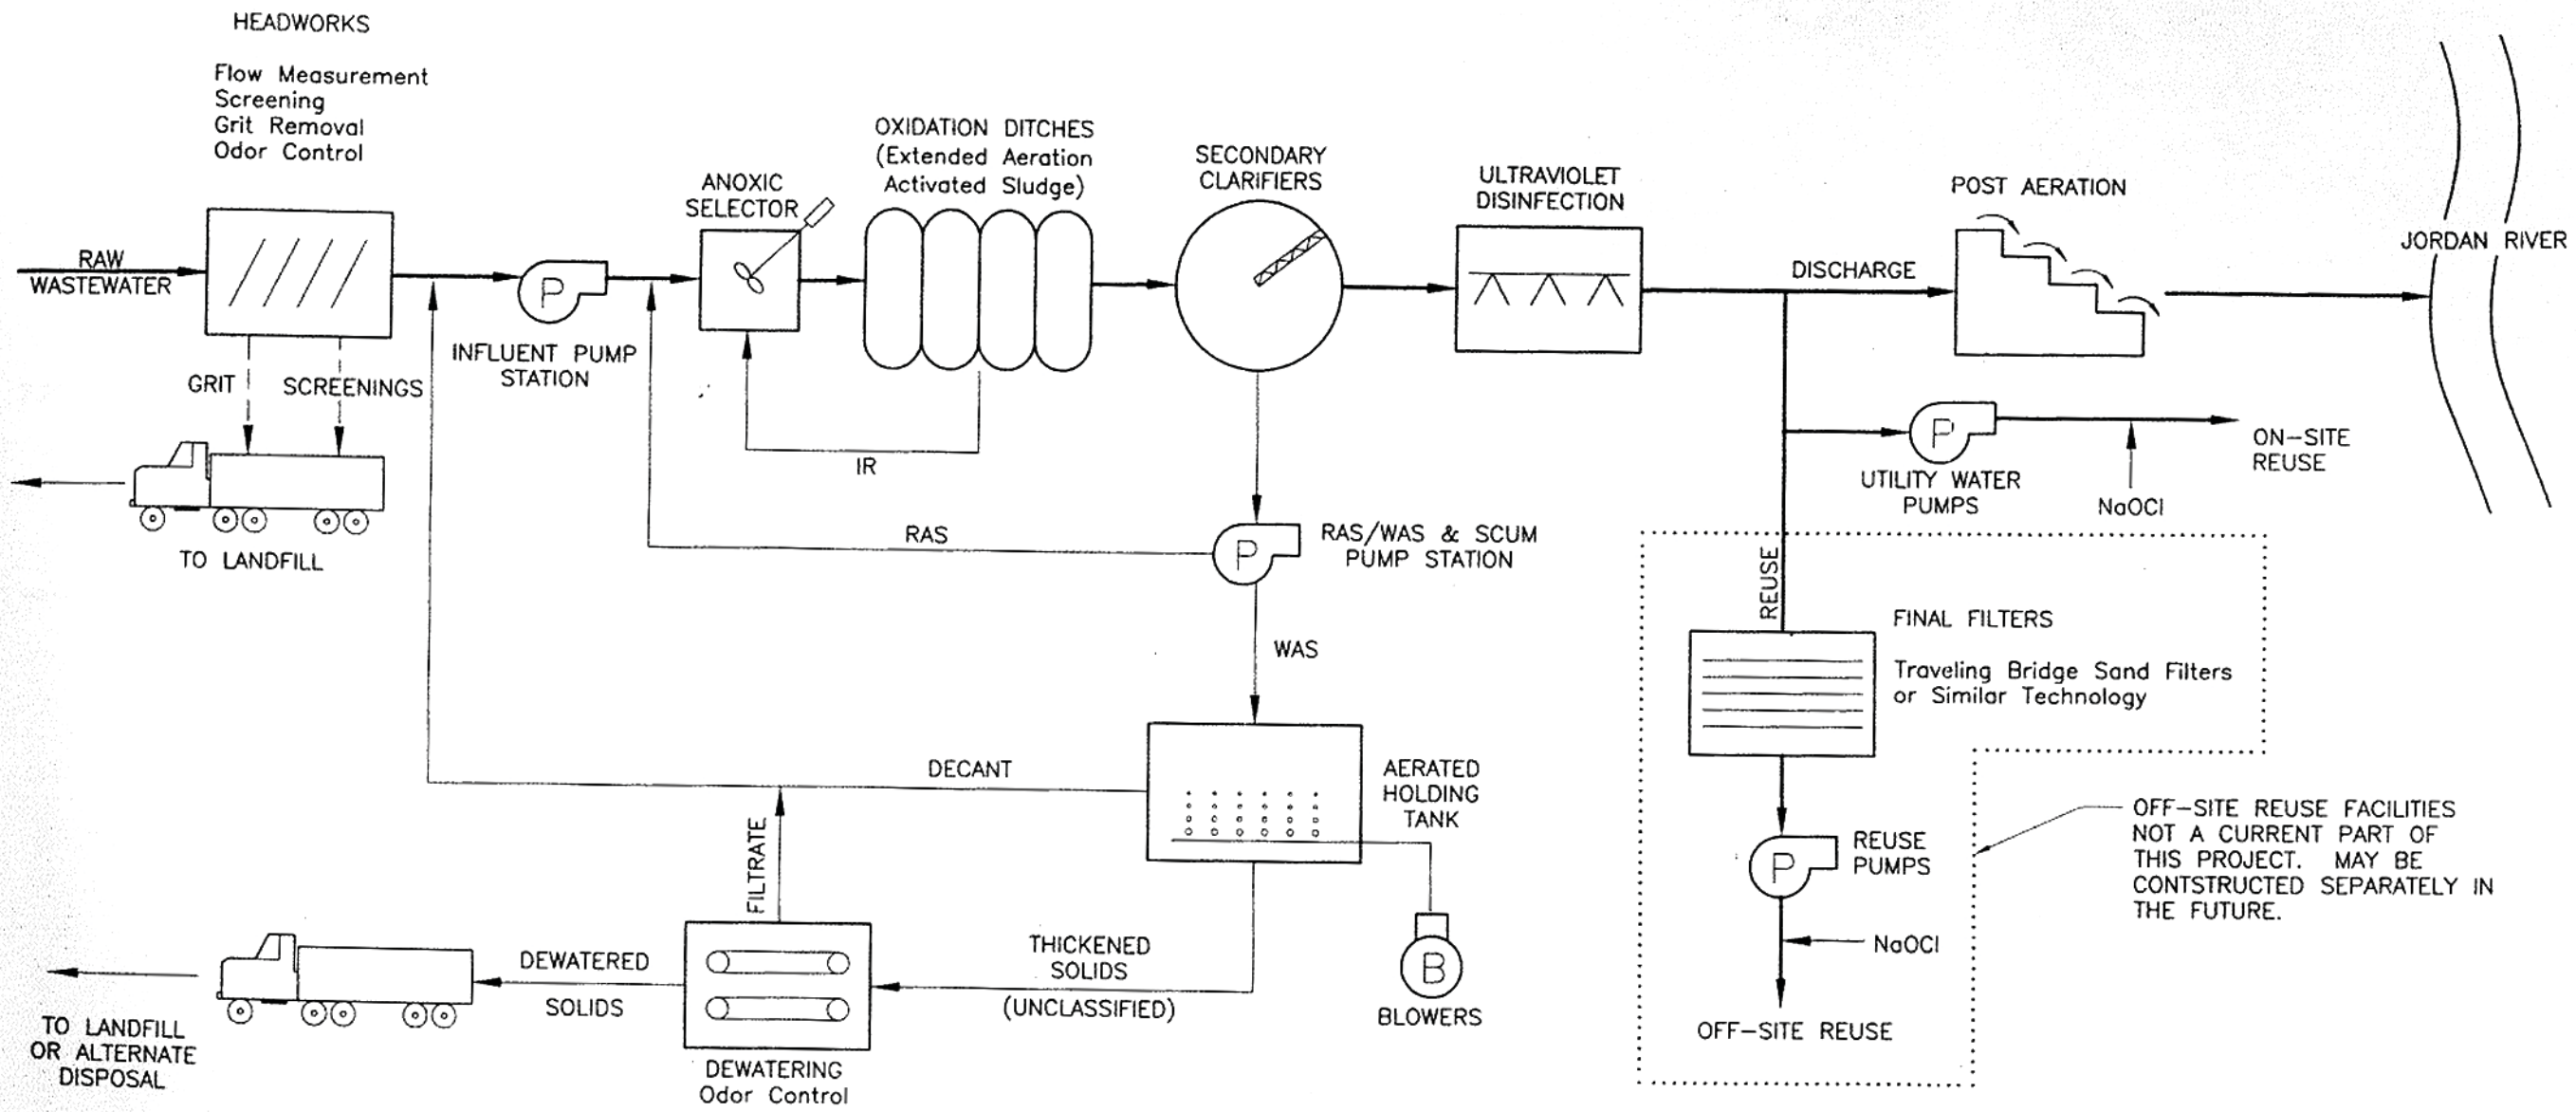 HEADWORKS
Flow Measurement
Screening
Grit Removal
Odor Control
RAW
WASTEWATER
GRIT
SCREENINGS
TO LANDFILL
P
INFLUENT PUMP
STATION
ANOXIC
SELECTOR
OXIDATION DITCHES
(Extended Aeration
Activated Sludge)
IR
SECONDARY
CLARIFIERS
RAS
P
RAS/WAS & SCUM
PUMP STATION
WAS
ULTRAVIOLET
DISINFECTION
DISCHARGE
POST AERATION
JORDAN RIVER
P
UTILITY WATER
PUMPS
NaOCl
ON-SITE
REUSE
REUSE
FINAL FILTERS
Traveling Bridge Sand Filters
or Similar Technology
P
REUSE
PUMPS
NaOCl
OFF-SITE REUSE
OFF-SITE REUSE FACILITIES
NOT A CURRENT PART OF
THIS PROJECT. MAY BE
CONTSTRUCTED SEPARATELY IN
THE FUTURE.
DECANT
AERATED
HOLDING
TANK
B
BLOWERS
FILTRATE
THICKENED
SOLIDS
(UNCLASSIFIED)
DEWATERING
Odor Control
DEWATERED
SOLIDS
TO LANDFILL
OR ALTERNATE
DISPOSAL